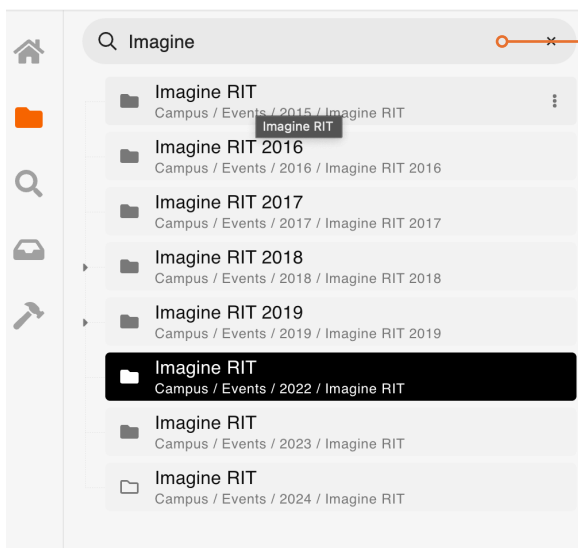 Imagine
Imagine RIT
Campus / Events / 2015 / Imagine RIT
Imagine RIT
Imagine RIT 2016
Campus / Events / 2016 / Imagine RIT 2016
Imagine RIT 2017
Campus / Events / 2017 / Imagine RIT 2017
Imagine RIT 2018
Campus / Events / 2018 / Imagine RIT 2018
Imagine RIT 2019
Campus / Events / 2019 / Imagine RIT 2019
Imagine RIT
Campus / Events / 2022 / Imagine RIT
Imagine RIT
Campus / Events / 2023 / Imagine RIT
Imagine RIT
Campus / Events / 2024 / Imagine RIT